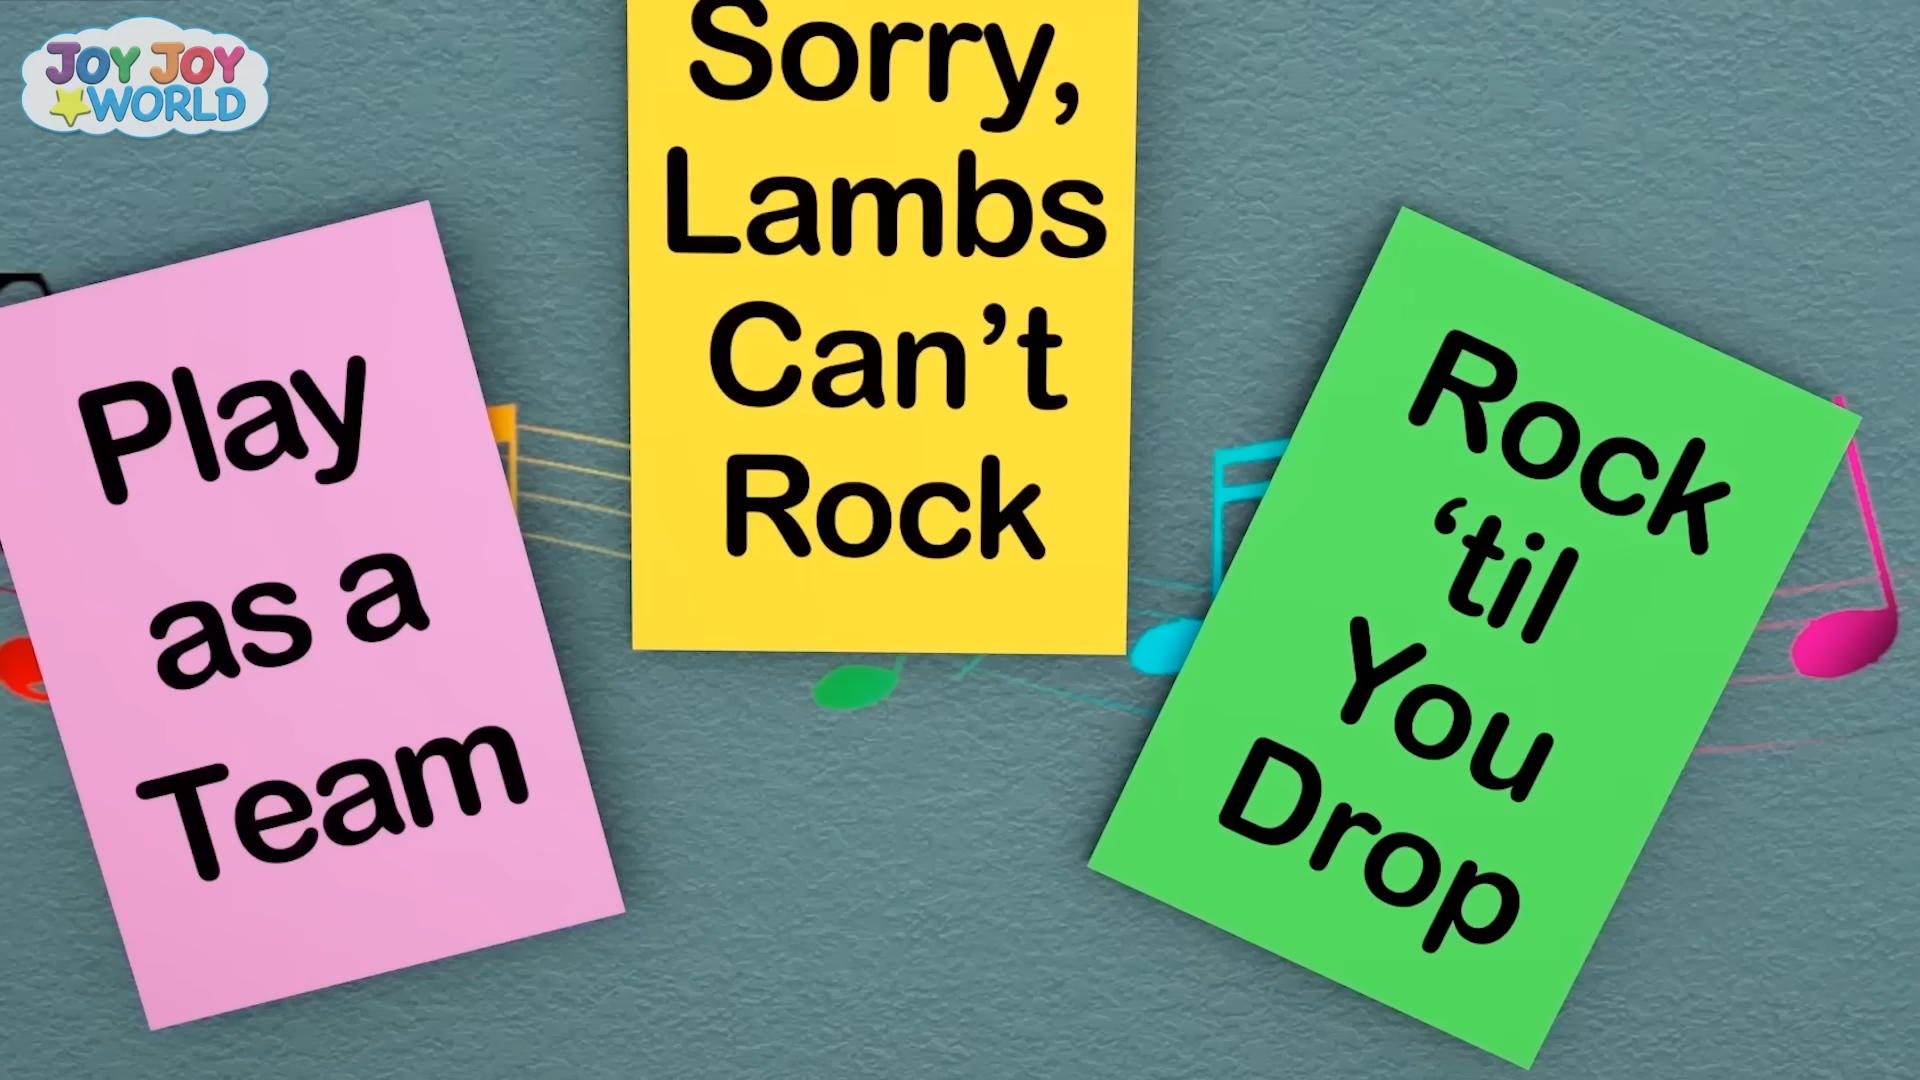 JOY JOY
WORLD
Sorry,
Lambs
Can’t
Rock
Play
as a
Team
Rock
‘til
You
Drop